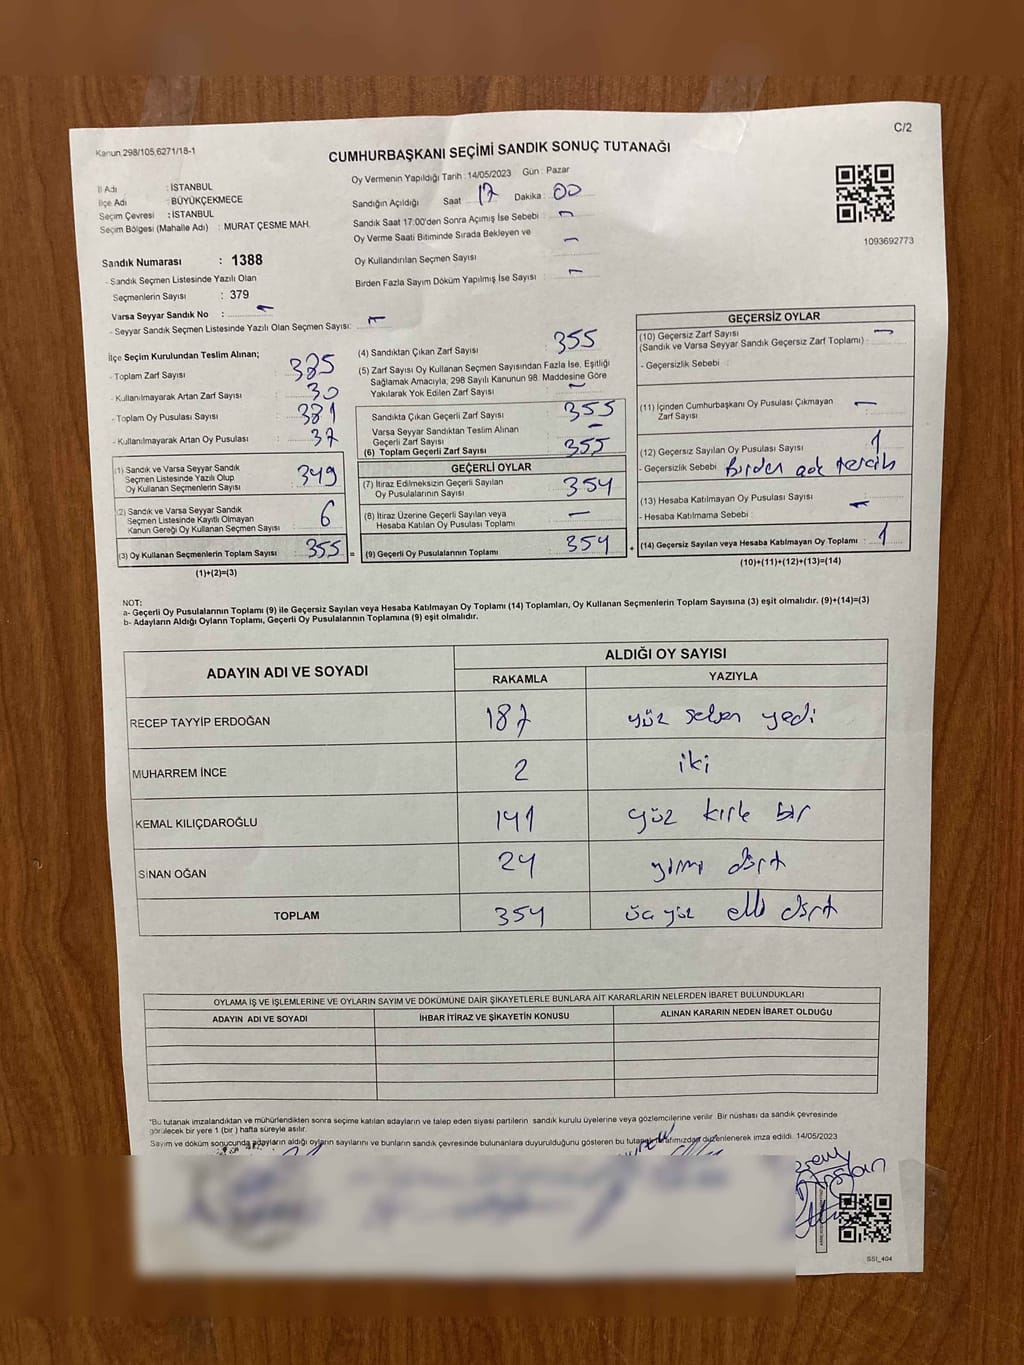 C/2
Kanun 298/105,6271/18-1
CUMHURBAŞKANI SEÇİMİ SANDIK SONUÇ TUTANAĞI
İl Adı : İSTANBUL
İlçe Adı : BÜYÜKÇEKMECE
Seçim Çevresi : İSTANBUL
Seçim Bölgesi (Mahalle Adı) : MURAT ÇESME MAH.
Sandık Numarası : 1388
- Sandık Seçmen Listesinde Yazılı Olan
Seçmenlerin Sayısı : 379
Varsa Seyyar Sandık No : -
- Seyyar Sandık Seçmen Listesinde Yazılı Olan Seçmen Sayısı: -
Oy Vermenin Yapıldığı Tarih : 14/05/2023 Gün : Pazar
Sandığın Açıldığı Saat 17 Dakika : 00
Sandık Saat 17:00'den Sonra Açımış İse Sebebi : -
Oy Verme Saati Bitiminde Sırada Bekleyen ve
Oy Kullandırılan Seçmen Sayısı -
Birden Fazla Sayım Döküm Yapılmış İse Sayısı : -
1093692773
İlçe Seçim Kurulundan Teslim Alınan;
- Toplam Zarf Sayısı : 385
- Kullanılmayarak Artan Zarf Sayısı : 30
- Toplam Oy Pusulası Sayısı : 381
- Kullanılmayarak Artan Oy Pusulası : 37
(1) Sandık ve Varsa Seyyar Sandık
Seçmen Listesinde Yazılı Olup
Oy Kullanan Seçmenlerin Sayısı : 349
(2) Sandık ve Varsa Seyyar Sandık
Seçmen Listesinde Kayıtlı Olmayan
Kanun Gereği Oy Kullanan Seçmen Sayısı : 6
(3) Oy Kullanan Seçmenlerin Toplam Sayısı : 355 =
(1)+(2)=(3)
(4) Sandıktan Çıkan Zarf Sayısı : 355
(5) Zarf Sayısı Oy Kullanan Seçmen Sayısından Fazla İse, Eşitliği
Sağlamak Amacıyla, 298 Sayılı Kanunun 98. Maddesine Göre
Yakılarak Yok Edilen Zarf Sayısı : -
Sandıkta Çıkan Geçerli Zarf Sayısı : 355
Varsa Seyyar Sandıktan Teslim Alınan
Geçerli Zarf Sayısı : -
(6) Toplam Geçerli Zarf Sayısı : 355
GEÇERLİ OYLAR
(7) İtiraz Edilmeksizin Geçerli Sayılan
Oy Pusulalarının Sayısı : 354
(8) İtiraz Üzerine Geçerli Sayılan veya
Hesaba Katılan Oy Pusulası Toplamı : -
(9) Geçerli Oy Pusulalarının Toplamı : 354 +
GEÇERSİZ OYLAR
(10) Geçersiz Zarf Sayısı
(Sandık ve Varsa Seyyar Sandık Geçersiz Zarf Toplamı) : -
- Geçersizlik Sebebi :
(11) İçinden Cumhurbaşkanı Oy Pusulası Çıkmayan
Zarf Sayısı : -
(12) Geçersiz Sayılan Oy Pusulası Sayısı : 1
- Geçersizlik Sebebi : Birden çok tercih
(13) Hesaba Katılmayan Oy Pusulası Sayısı : -
- Hesaba Katılmama Sebebi :
(14) Geçersiz Sayılan veya Hesaba Katılmayan Oy Toplamı : 1
(10)+(11)+(12)+(13)=(14)
NOT:
a- Geçerli Oy Pusulalarının Toplamı (9) ile Geçersiz Sayılan veya Hesaba Katılmayan Oy Toplamı (14) Toplamları, Oy Kullanan Seçmenlerin Toplam Sayısına (3) eşit olmalıdır. (9)+(14)=(3)
b- Adayların Aldığı Oyların Toplamı, Geçerli Oy Pusulalarının Toplamına (9) eşit olmalıdır.
ADAYIN ADI VE SOYADI ALDIĞI OY SAYISI
RAKAMLA YAZIYLA
RECEP TAYYİP ERDOĞAN 187 yüz seksen yedi
MUHARREM İNCE 2 iki
KEMAL KILIÇDAROĞLU 141 yüz kırk bir
SİNAN OĞAN 24 yirmi dört
TOPLAM 354 üç yüz elli dört
OYLAMA İŞ VE İŞLEMLERİNE VE OYLARIN SAYIM VE DÖKÜMÜNE DAİR ŞİKAYETLERLE BUNLARA AİT KARARLARIN NELERDEN İBARET BULUNDUKLARI
ADAYIN ADI VE SOYADI İHBAR İTİRAZ VE ŞİKAYETİN KONUSU ALINAN KARARIN NEDEN İBARET OLDUĞU
*Bu tutanak imzalandıktan ve mühürlendikten sonra seçime katılan adayların ve talep eden siyasi partilerin sandık kurulu üyelerine veya gözlemcilerine verilir. Bir nüshası da sandık çevresinde
görülecek bir yere 1 (bir) hafta süreyle asılır.
Sayım ve döküm sonucunda adayların aldığı oyların sayılarını ve bunların sandık çevresinde bulunanlara duyurulduğunu gösteren bu tutanak tarafımızdan düzenlenerek imza edildi. 14/05/2023
Arslan
SSI_404